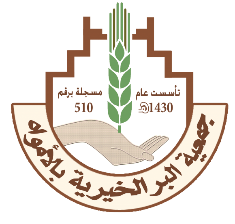 تأسست عام
1430هـ
مسجلة برقم
510
جمعية البر الخيرية بالأمواه